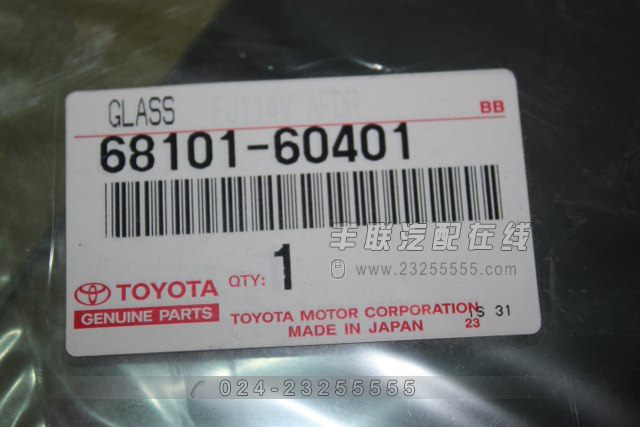 GLASS
BB
68101-60401
丰联汽配在线
www.23255555.com
QTY: 1
TOYOTA
GENUINE PARTS
TOYOTA MOTOR CORPORATION
MADE IN JAPAN
IS 31
23
024-23255555